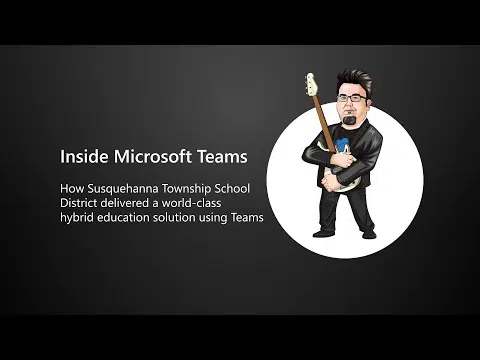 Inside Microsoft Teams
How Susquehanna Township School
District delivered a world-class
hybrid education solution using Teams